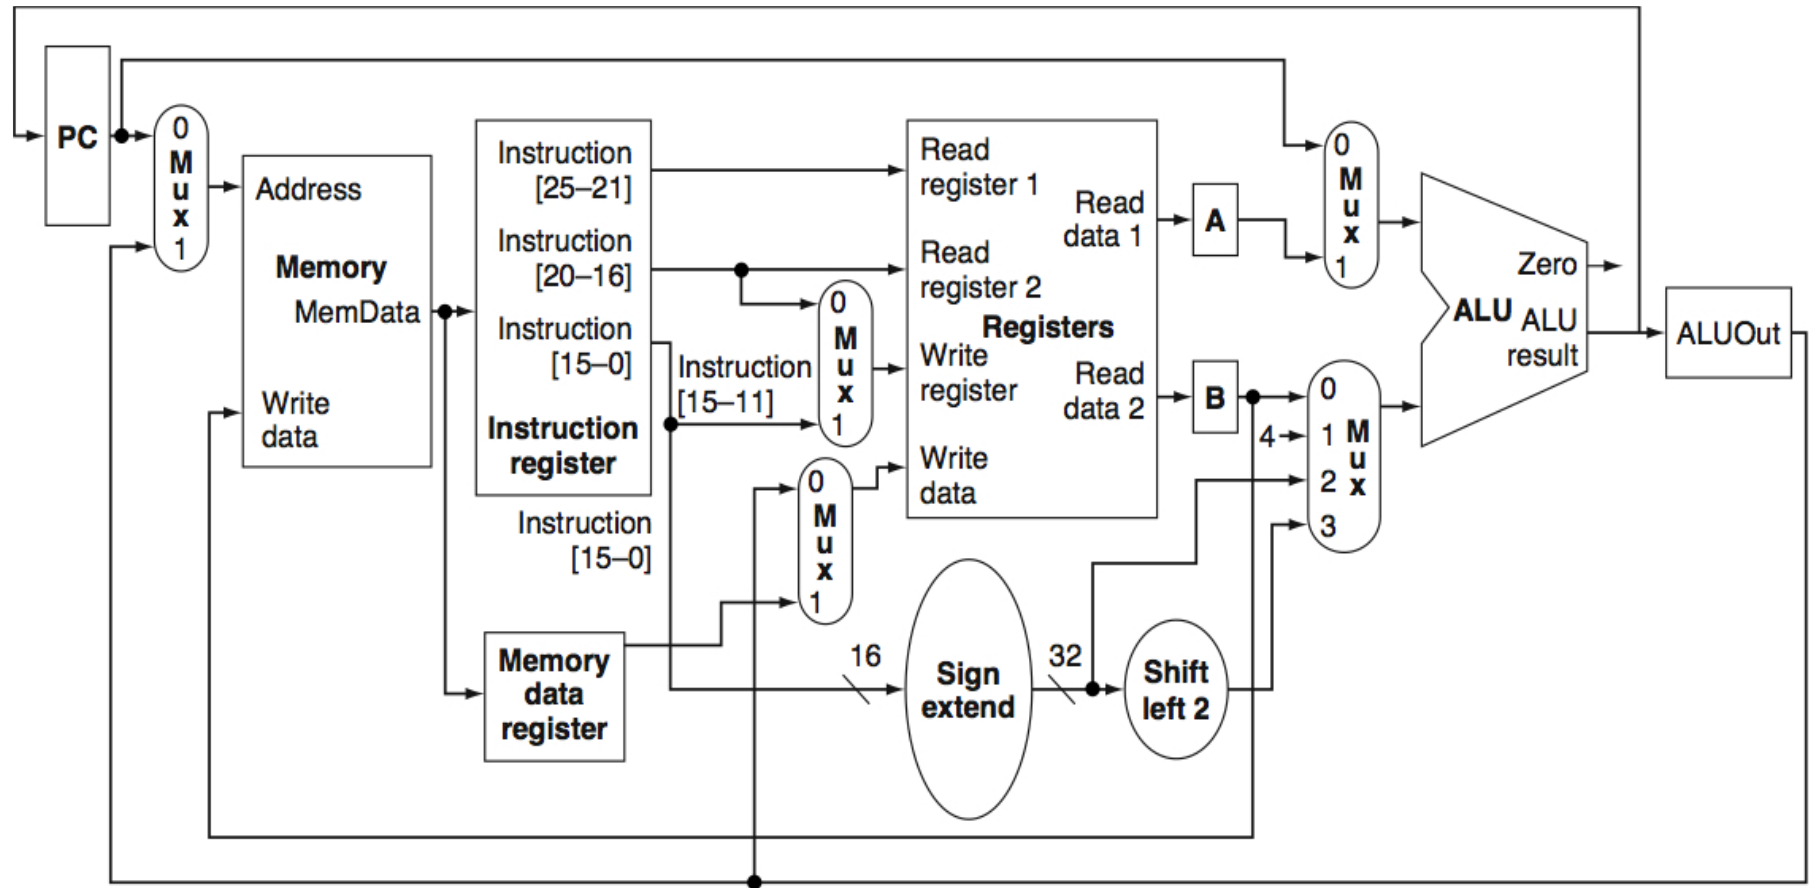 PC
0
M
u
x
1
Address
Memory
MemData
Write
data
Instruction
[25–21]
Instruction
[20–16]
Instruction
[15–0]
Instruction
register
Instruction
[15–0]
Memory
data
register
Instruction
[15–11]
0
M
u
x
1
0
M
u
x
1
Read
register 1
Read
register 2
Registers
Write
register
Write
data
Read
data 1
Read
data 2
16
Sign
extend
32
Shift
left 2
A
B
4
0
M
u
x
1
0
1 M
u
2 x
3
Zero
ALU
ALU
result
ALUOut